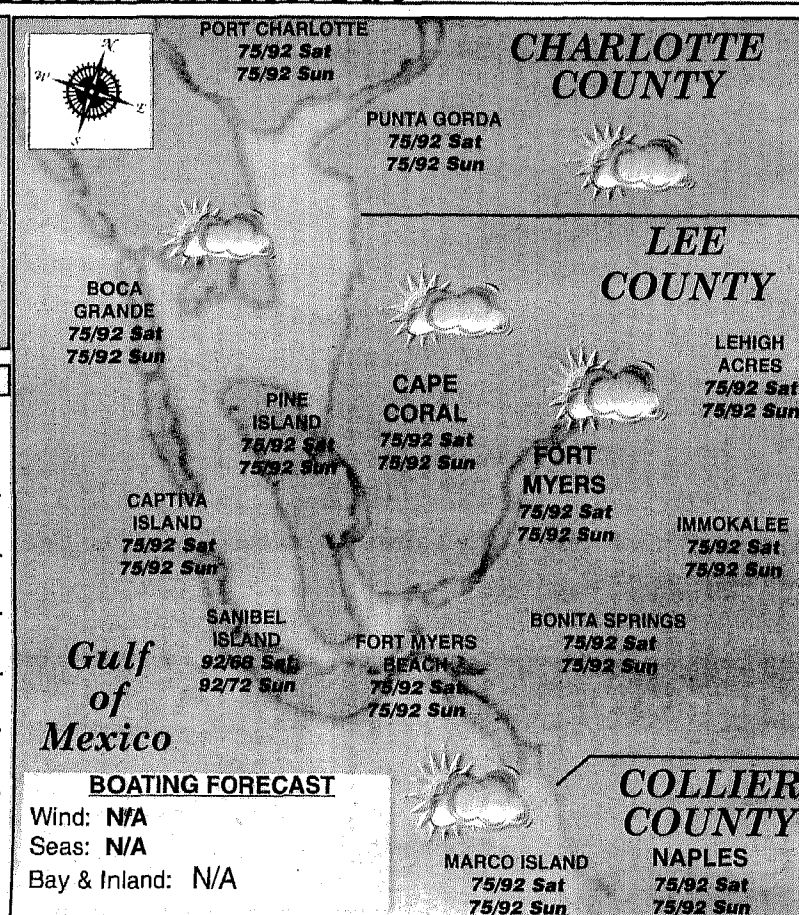 PORT CHARLOTTE
75/92 Sat
75/92 Sun
CHARLOTTE
COUNTY
N
W
E
S
PUNTA GORDA
75/92 Sat
75/92 Sun
LEE
COUNTY
BOCA
GRANDE
75/92 Sat
75/92 Sun
LEHIGH
ACRES
75/92 Sat
75/92 Sun
PINE
ISLAND
75/92 Sat
75/92 Sun
CAPE
CORAL
75/92 Sat
75/92 Sun
FORT
MYERS
75/92 Sat
75/92 Sun
CAPTIVA
ISLAND
75/92 Sat
75/92 Sun
IMMOKALEE
75/92 Sat
75/92 Sun
SANIBEL
ISLAND
92/68 Sat
92/72 Sun
FORT MYERS
BEACH
75/92 Sat
75/92 Sun
BONITA SPRINGS
75/92 Sat
75/92 Sun
Gulf
of
Mexico
BOATING FORECAST
Wind: N/A
Seas: N/A
Bay & Inland: N/A
COLLIER
COUNTY
MARCO ISLAND
75/92 Sat
75/92 Sun
NAPLES
75/92 Sat
75/92 Sun